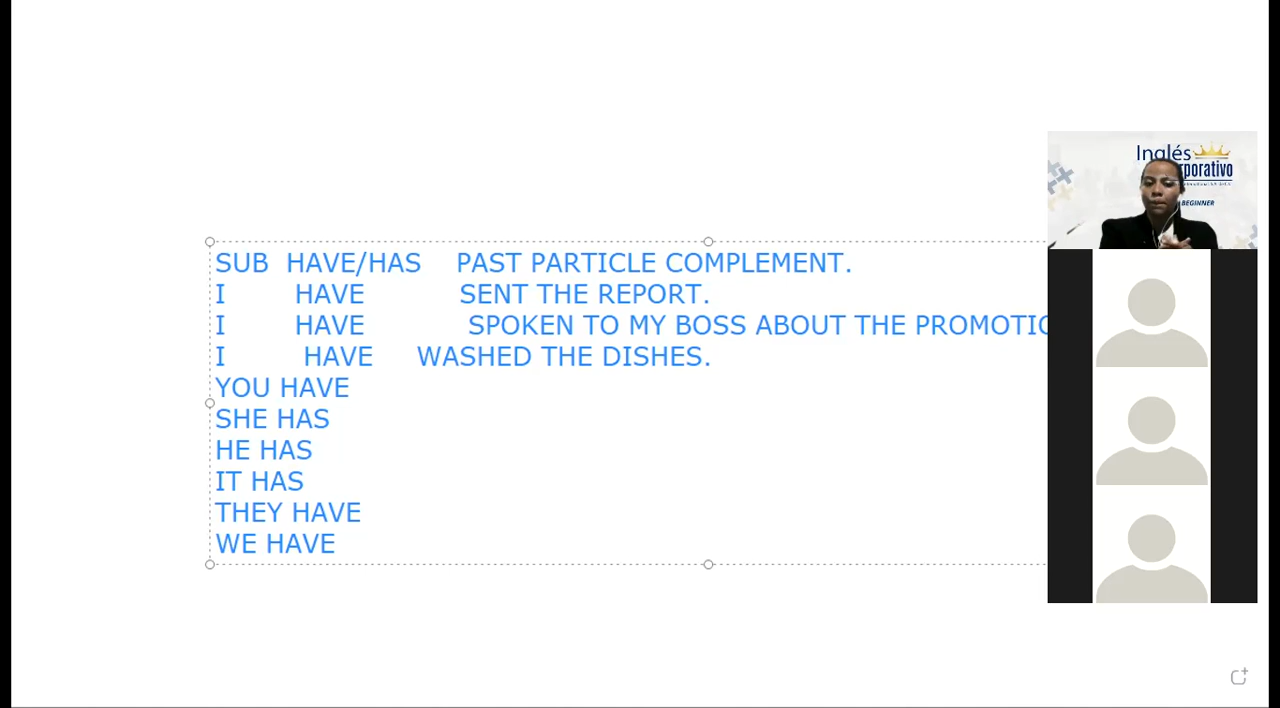 SUB HAVE/HAS PAST PARTICLE COMPLEMENT.
I HAVE SENT THE REPORT.
I HAVE SPOKEN TO MY BOSS ABOUT THE
I HAVE WASHED THE DISHES.
YOU HAVE
SHE HAS
HE HAS
IT HAS
THEY HAVE
WE HAVE
Inglés
BEGINNER